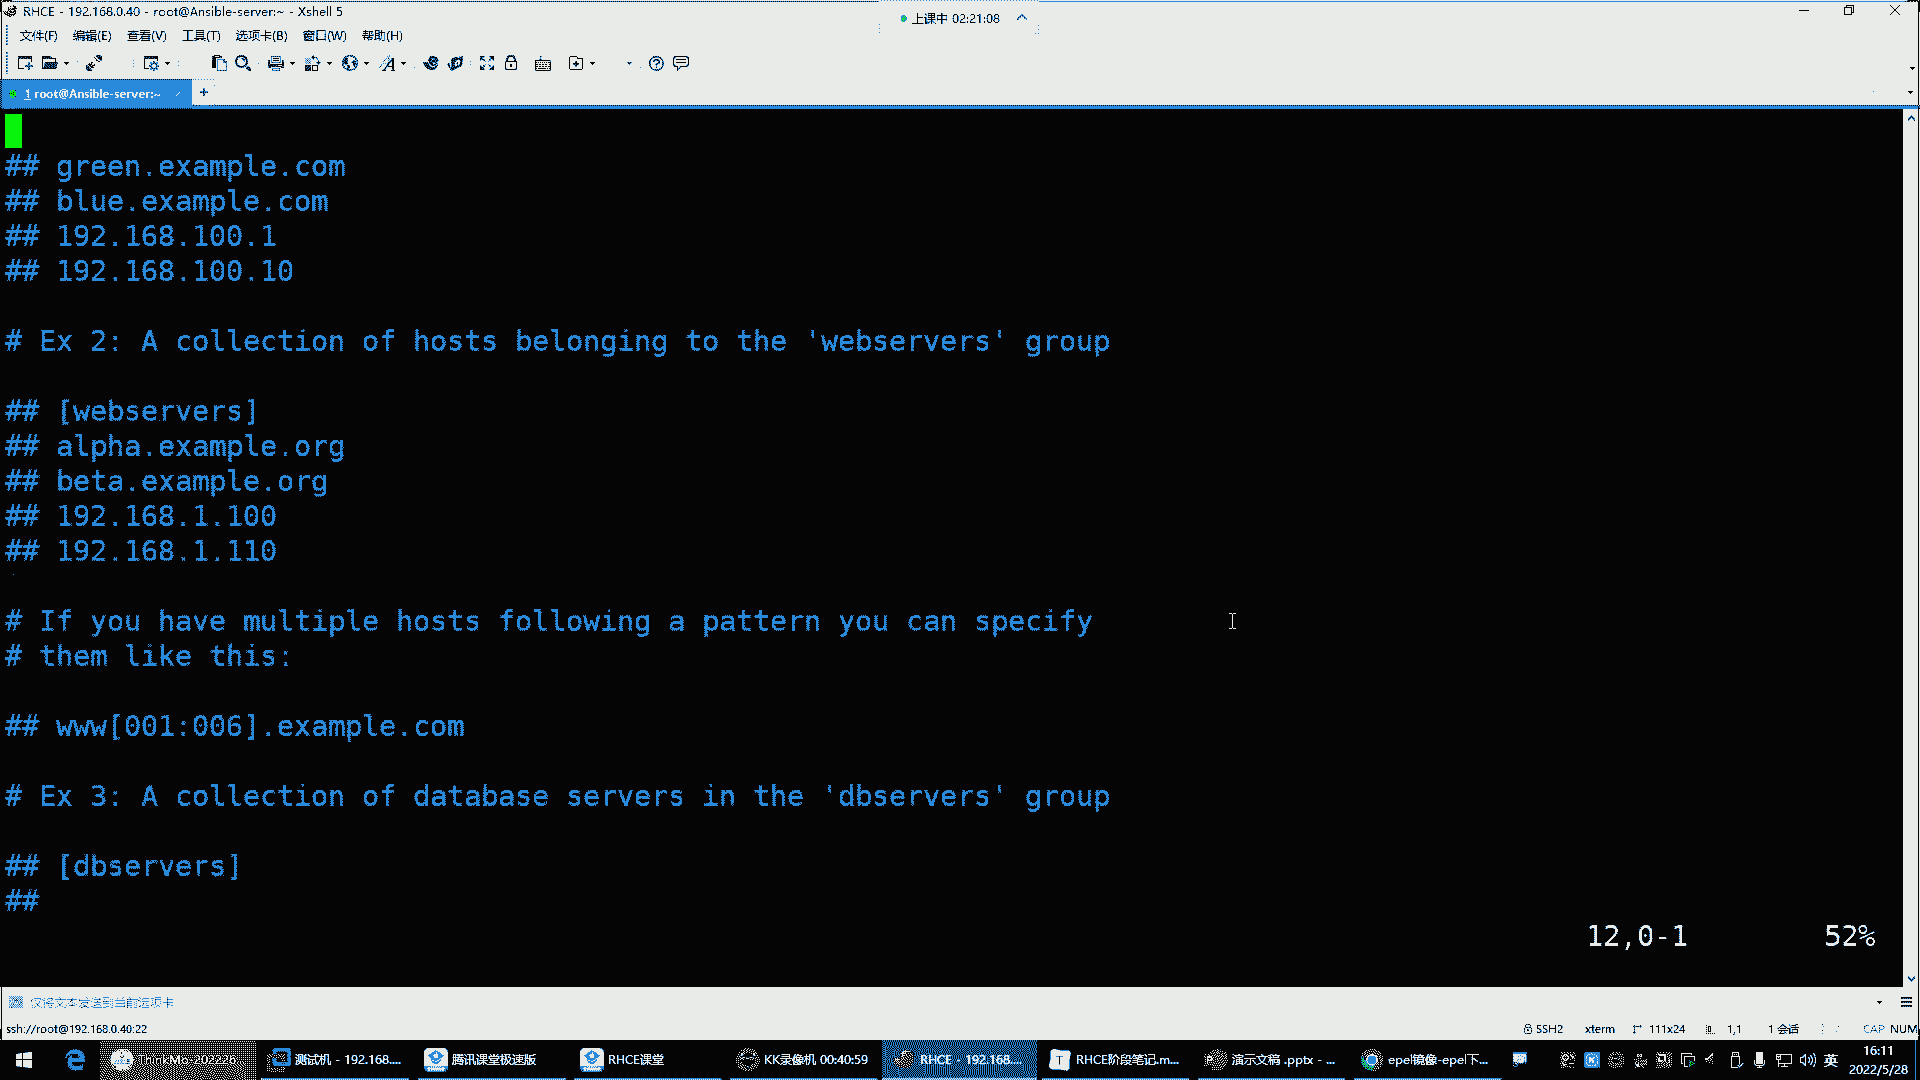 RHCE - 192.168.0.40 - root@Ansible-server:~ - Xshell 5
上课中 02:21:08
文件(F) 编辑(E) 查看(V) 工具(T) 选项卡(B) 窗口(W) 帮助(H)
1 root@Ansible-server:~
## green.example.com
## blue.example.com
## 192.168.100.1
## 192.168.100.10
# Ex 2: A collection of hosts belonging to the 'webservers' group
## [webservers]
## alpha.example.org
## beta.example.org
## 192.168.1.100
## 192.168.1.110
# If you have multiple hosts following a pattern you can specify
# them like this:
## www[001:006].example.com
# Ex 3: A collection of database servers in the 'dbservers' group
## [dbservers]
##
12,0-1 52%
仅将文本发送到当前选项卡
ssh://root@192.168.0.40:22 SSH2 xterm 111x24 1,1 1 会话 CAP NUM
ThinkMo-202226... 测试机 - 192.168.... 腾讯课堂极速版 RHCE课堂 KK录像机 00:40:59 RHCE - 192.168.... RHCE阶段笔记.m... 演示文稿 .pptx - ... epel镜像-epel下... 英 16:11
2022/5/28